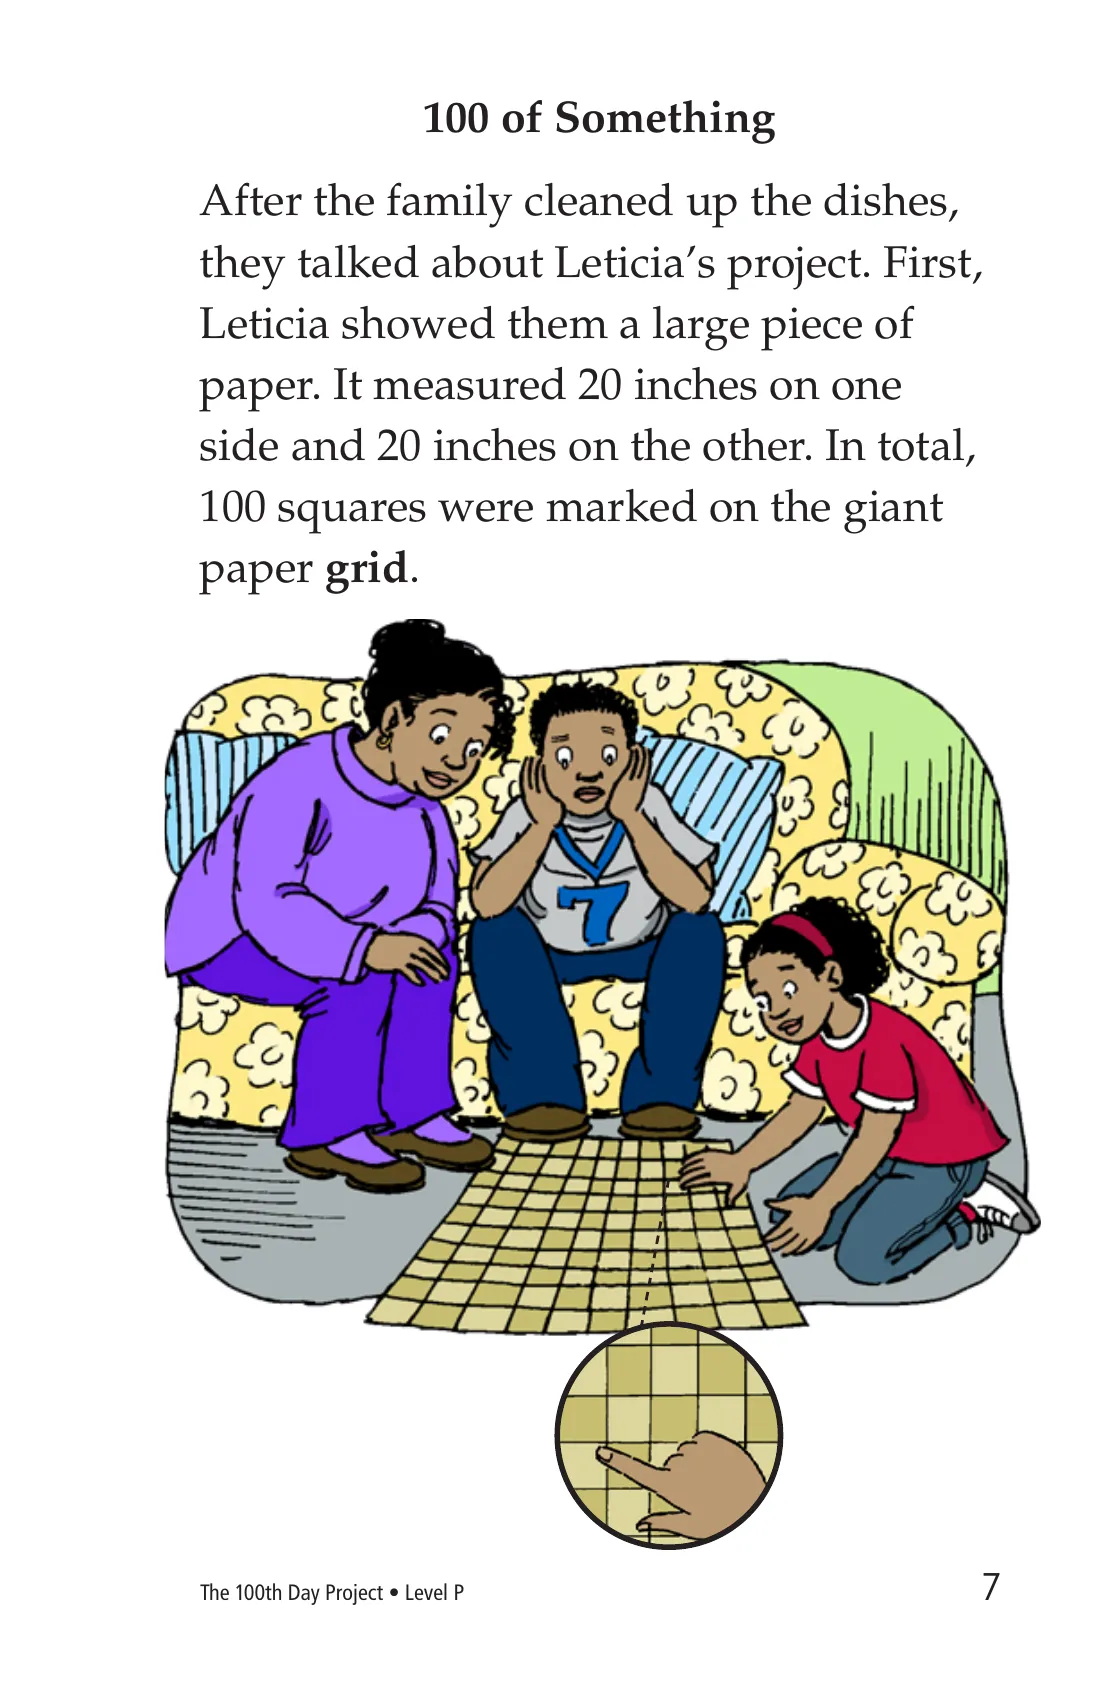 100 of Something
After the family cleaned up the dishes,
they talked about Leticia’s project. First,
Leticia showed them a large piece of
paper. It measured 20 inches on one
side and 20 inches on the other. In total,
100 squares were marked on the giant
paper grid.
7
The 100th Day Project • Level P
7